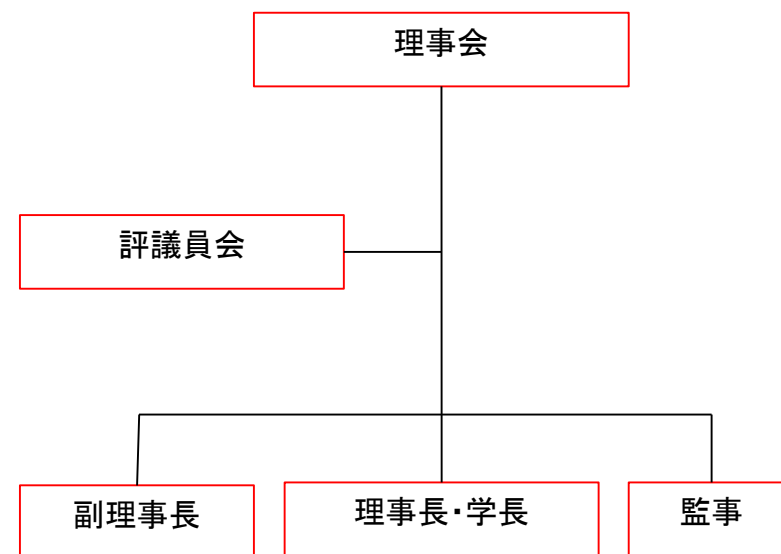 理事会
評議員会
副理事長
理事長・学長
監事